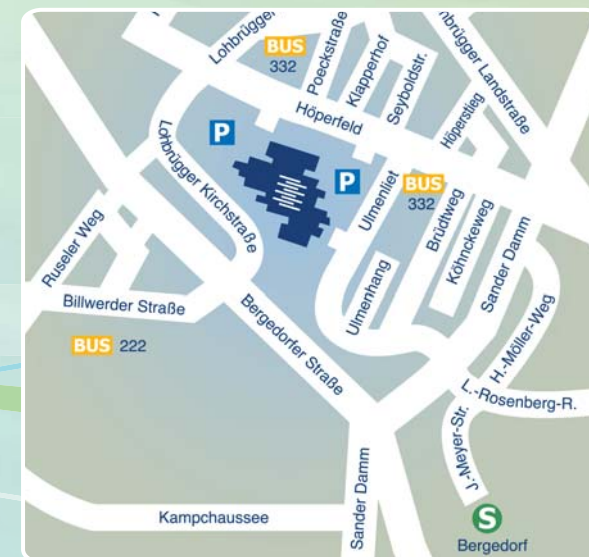 Lohbrügger
BUS
332
Poeckstraße
Klapperhof
Seyboldstr.
Lohbrügger Landstraße
Höperstieg
Höperfeld
P
P
Lohbrügger Kirchstraße
Ulmenliet
BUS
332
Brüdtweg
Köhnckeweg
Sander Damm
Ruseler Weg
Billwerder Straße
Ulmenhang
H.-Möller-Weg
BUS 222
Bergedorfer Straße
L.-Rosenberg-R.
J.-Meyer-Str.
Sander Damm
Kampchaussee
S
Bergedorf